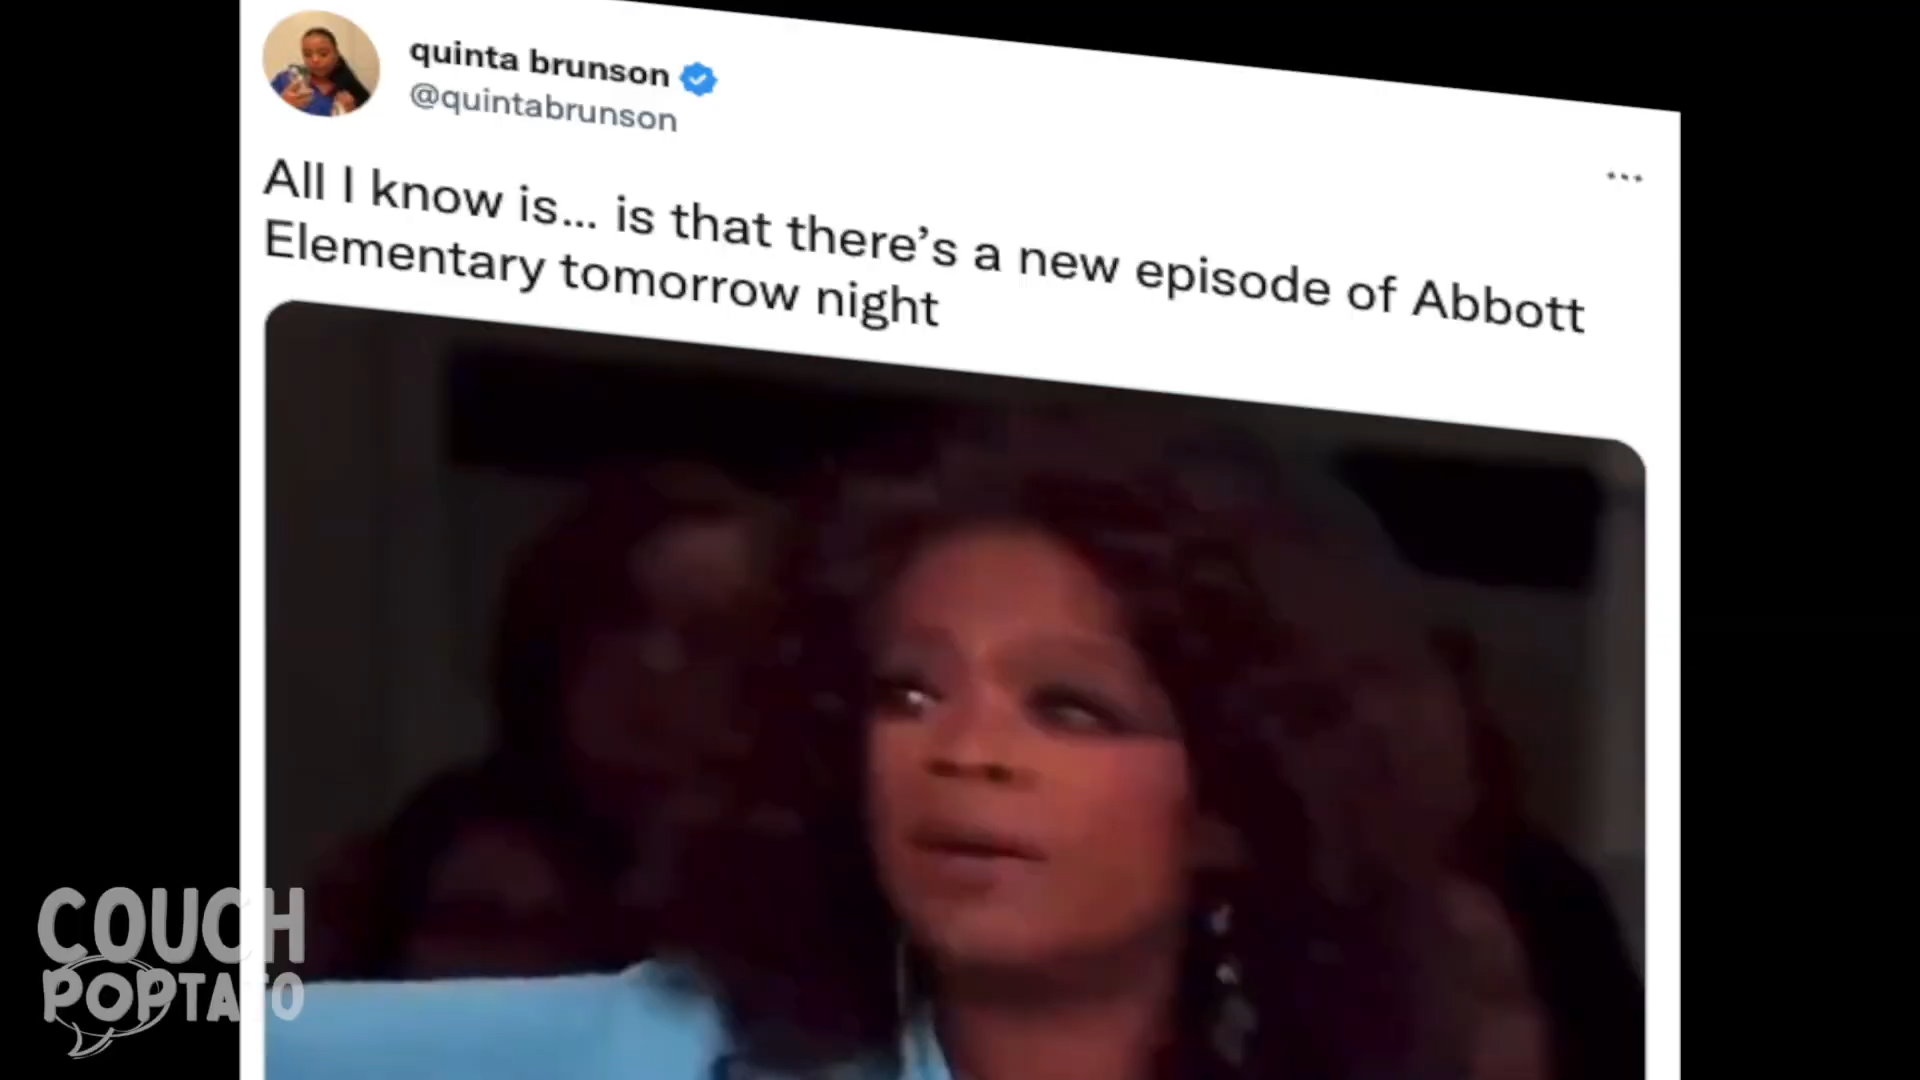 quinta brunson
@quintabrunson
All I know is... is that there's a new episode of Abbott
Elementary tomorrow night
COUCH
POPTATO